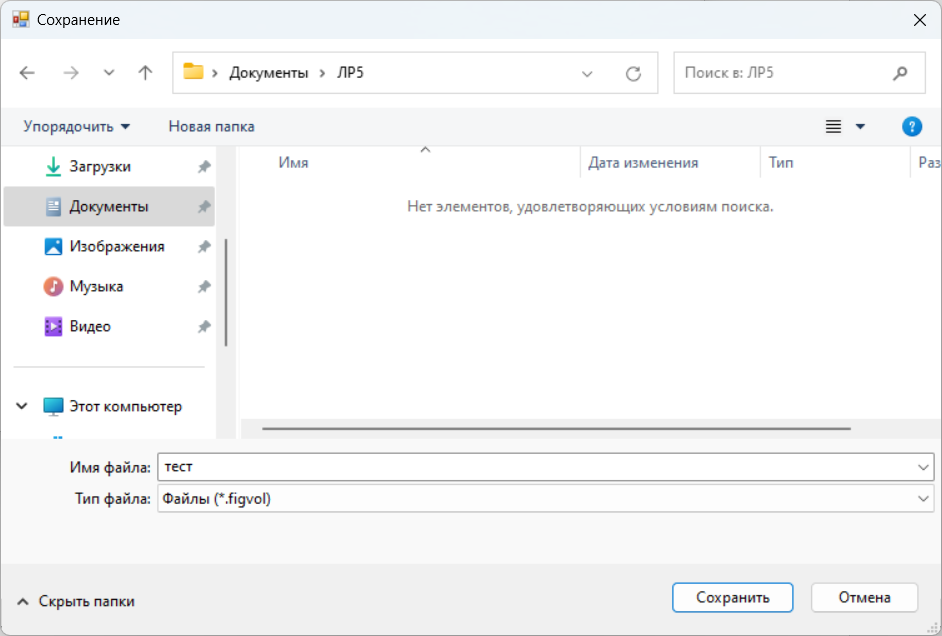 Сохранение
Документы ЛР5
Поиск в: ЛР5
Упорядочить Новая папка
Имя Дата изменения Тип Раз
Нет элементов, удовлетворяющих условиям поиска.
Загрузки
Документы
Изображения
Музыка
Видео
Этот компьютер
Имя файла: тест
Тип файла: Файлы (*.figvol)
Скрыть папки
Сохранить Отмена